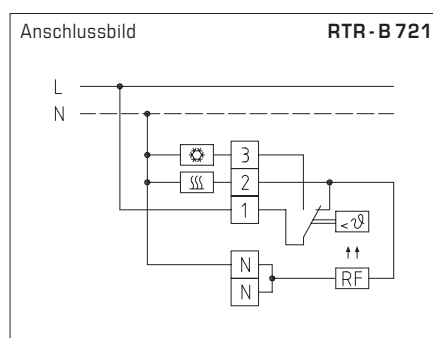 Anschlussbild RTR-B 721
L
N
3
2
1
< ϑ
N
RF
N